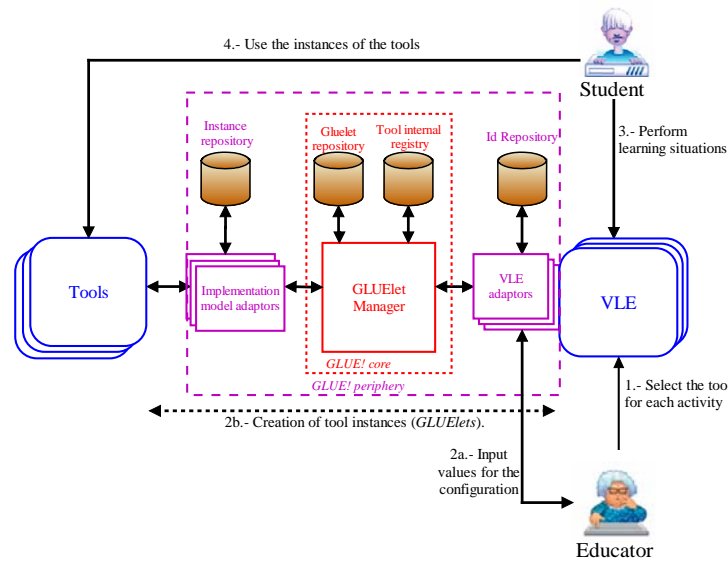 4.- Use the instances of the tools
Student
Instance
repository
Gluelet
repository
Tool internal
registry
Id Repository
3.- Perform
learning situations
Tools
Implementation
model adaptors
GLUElet
Manager
VLE
adaptors
VLE
GLUE! core
GLUE! periphery
1.- Select the too
for each activity
2b.- Creation of tool instances (GLUElets).
2a.- Input
values for the
configuration
Educator